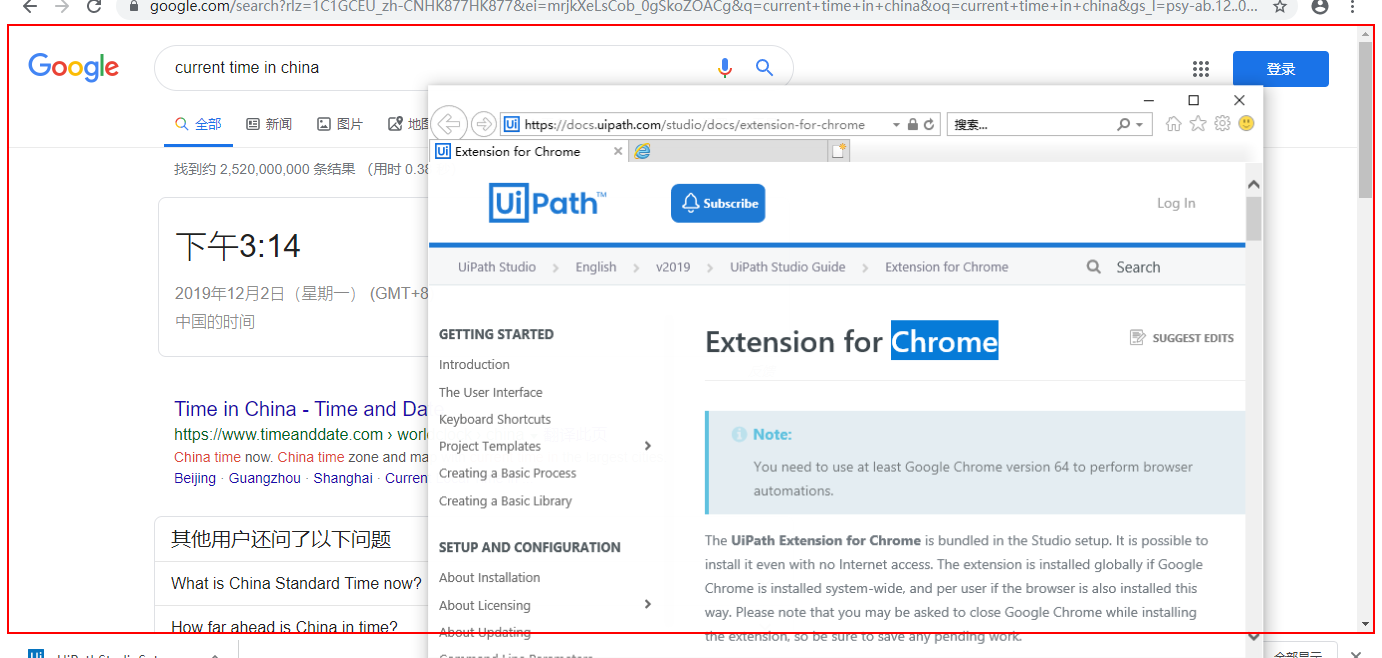 google.com/search?rlz=1C1GCEU_zh-CNHK877HK877&ei=mrjkXeLsCob_0gSkoZOACg&q=current+time+in+china&oq=current+time+in+china&gs_l=psy-ab.12..0...
Google
current time in china
登录
全部
新闻
图片
地图
找到约 2,520,000,000 条结果 (用时 0.38
下午3:14
2019年12月2日（星期一） (GMT+8
中国的时间
Time in China - Time and Da
https://www.timeanddate.com › worl
China time now. China time zone and ma
Beijing · Guangzhou · Shanghai · Curren
其他用户还问了以下问题
What is China Standard Time now?
How far ahead is China in time?
https://docs.uipath.com/studio/docs/extension-for-chrome
搜索...
Extension for Chrome
UiPath™
Subscribe
Log In
UiPath Studio
English
v2019
UiPath Studio Guide
Extension for Chrome
Search
GETTING STARTED
Introduction
The User Interface
Keyboard Shortcuts
Project Templates
Creating a Basic Process
Creating a Basic Library
SETUP AND CONFIGURATION
About Installation
About Licensing
About Updating
Command Line Parameters
Extension for Chrome
SUGGEST EDITS
Note:
You need to use at least Google Chrome version 64 to perform browser
automations.
The UiPath Extension for Chrome is bundled in the Studio setup. It is possible to
install it even with no Internet access. The extension is installed globally if Google
Chrome is installed system-wide, and per user if the browser is also installed this
way. Please note that you may be asked to close Google Chrome while installing
the extension, so be sure to save any pending work.
全部显示